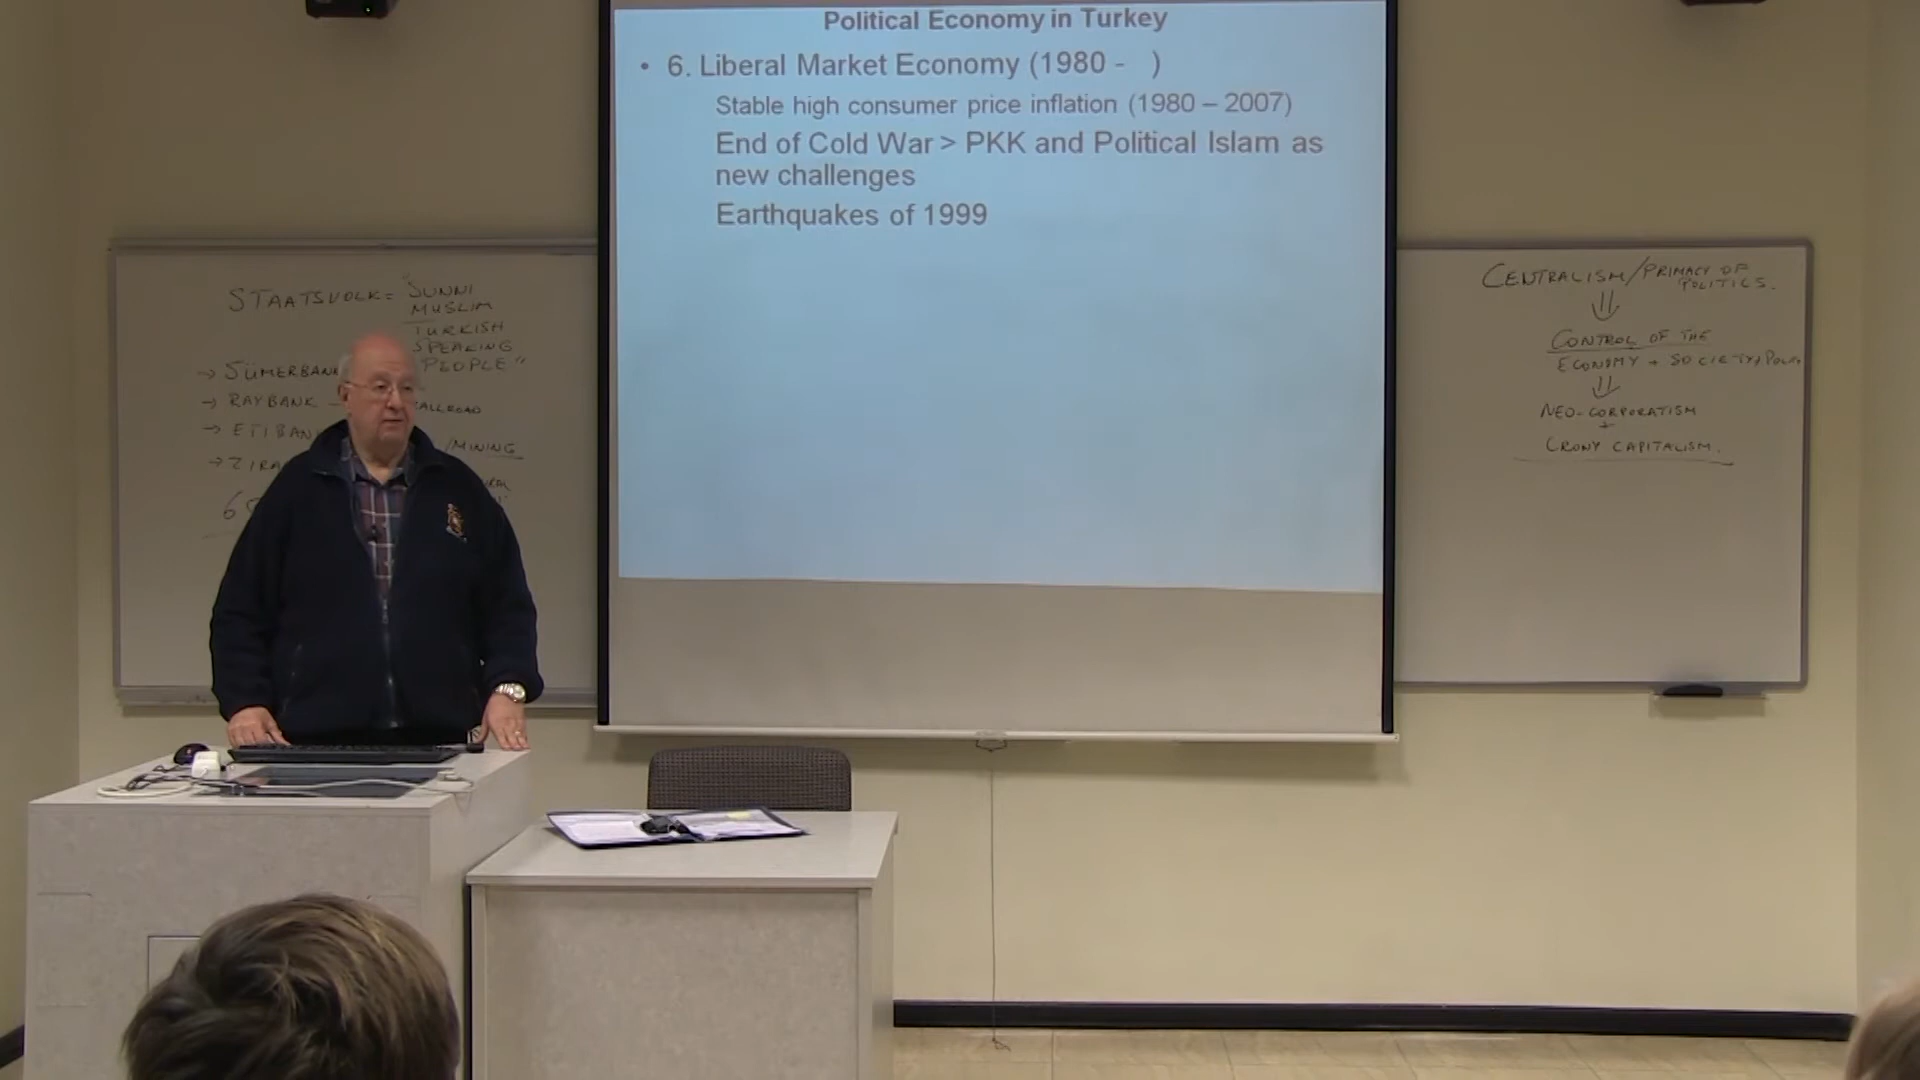 Political Economy in Turkey
• 6. Liberal Market Economy (1980 -   )
Stable high consumer price inflation (1980 – 2007)
End of Cold War > PKK and Political Islam as
new challenges
Earthquakes of 1999
STAATSVOLK = "SUNNI
MUSLIM
TURKISH
SPEAKING
PEOPLE"
→ SÜMERBANK
→ RAYBANK –
→ ETIBANK
/MINING
→ ZIRA
CENTRALISM/PRIMACY OF
POLITICS.
⇓
CONTROL OF THE
ECONOMY + SOCIETY +
⇓
NEO-CORPORATISM
+
CRONY CAPITALISM.